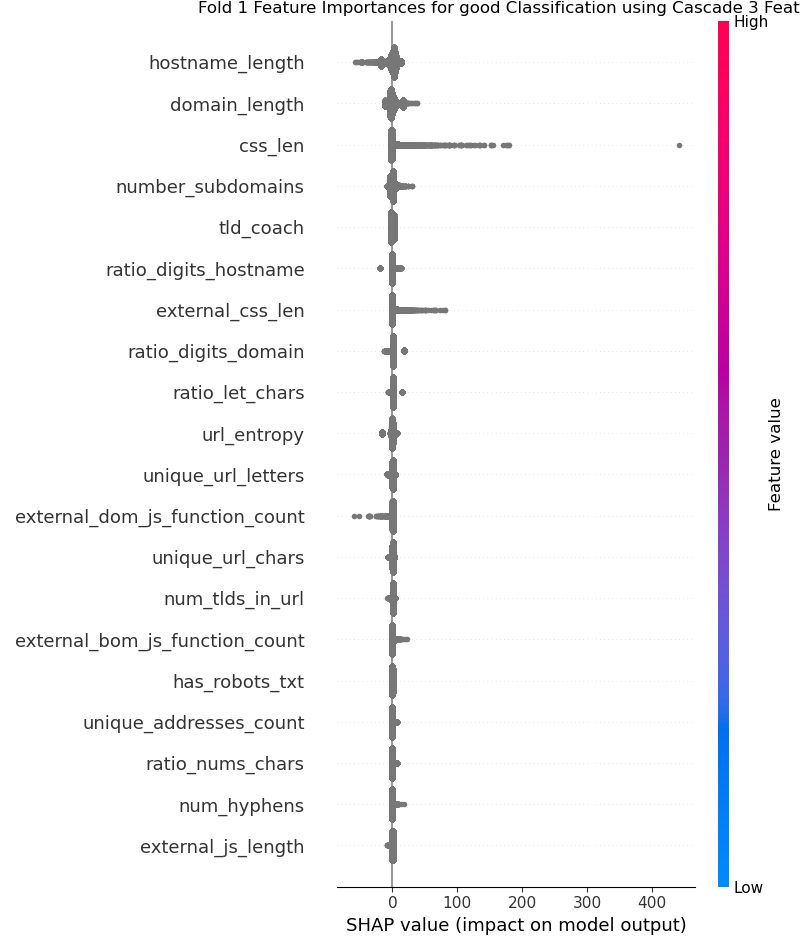 Fold 1 Feature Importances for good Classification using Cascade 3 Feat
High
hostname_length
domain_length
css_len
number_subdomains
tld_coach
ratio_digits_hostname
external_css_len
ratio_digits_domain
ratio_let_chars
url_entropy
unique_url_letters
external_dom_js_function_count
unique_url_chars
num_tlds_in_url
external_bom_js_function_count
has_robots_txt
unique_addresses_count
ratio_nums_chars
num_hyphens
external_js_length
Feature value
Low
0 100 200 300 400
SHAP value (impact on model output)